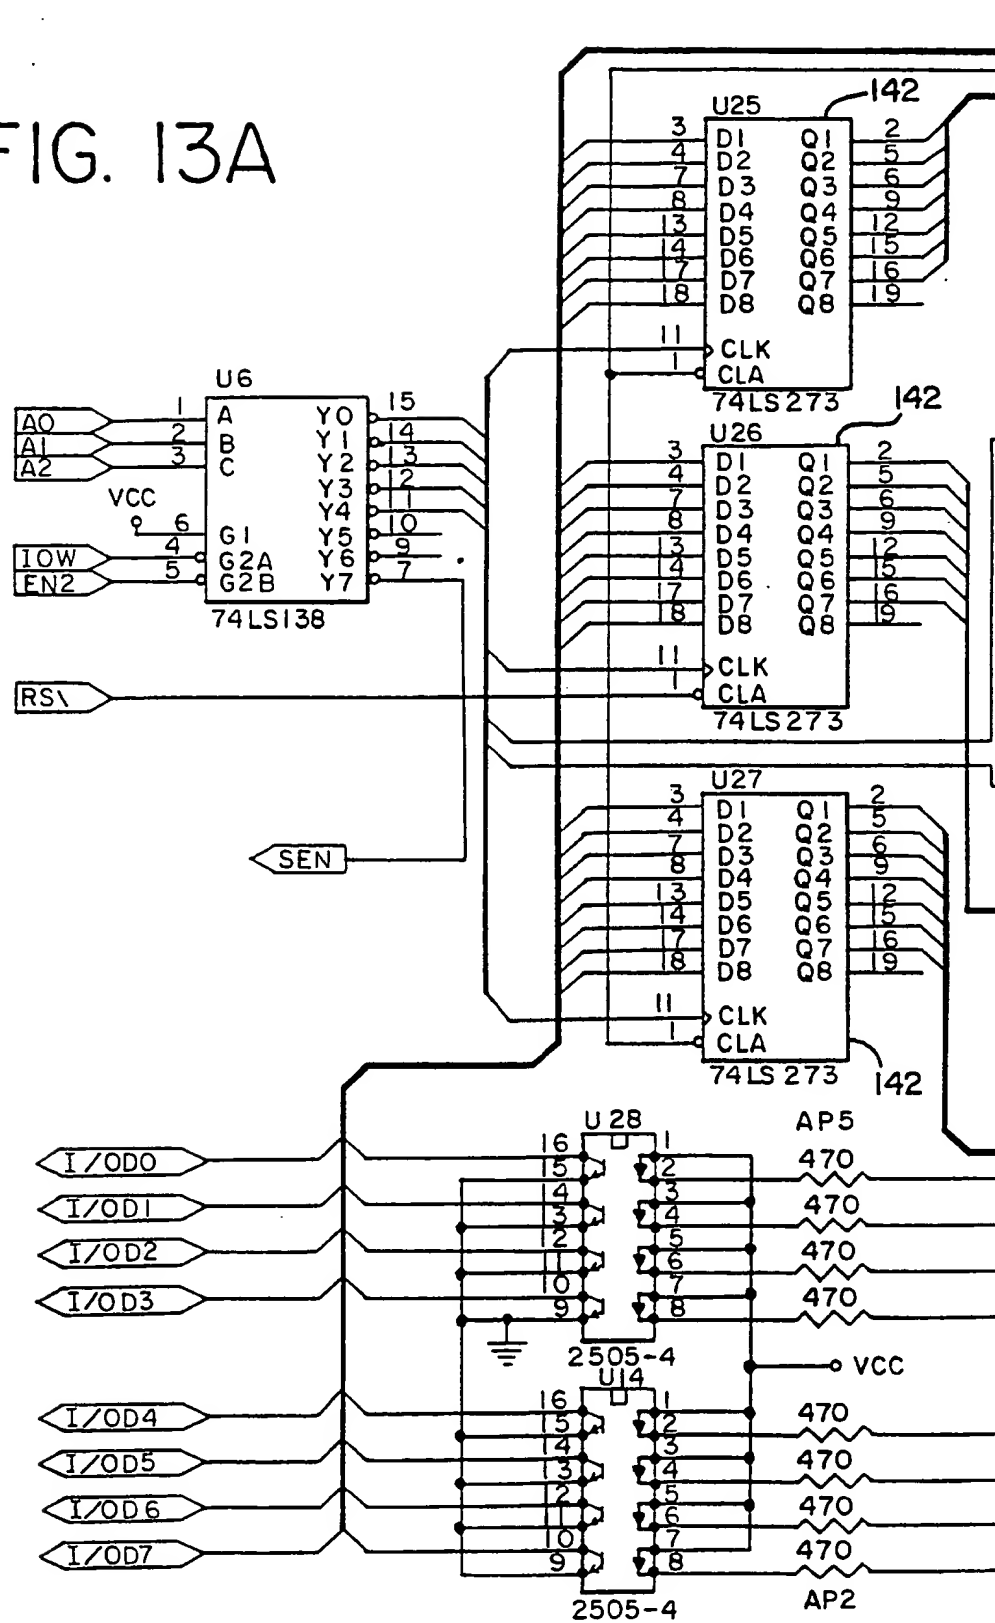 FIG. 13A
U25
142
3 D1 Q1 2
4 D2 Q2 5
7 D3 Q3 6
8 D4 Q4 9
13 D5 Q5 12
14 D6 Q6 15
17 D7 Q7 16
18 D8 Q8 19
11 CLK
1 CLA
74LS273
142
U6
A0 1 A Y0 15
A1 2 B Y1 14
A2 3 C Y2 13
Y3 12
Y4 11
VCC
6 G1 Y5 10
IOW 4 G2A Y6 9
EN2 5 G2B Y7 7
74LS138
U26
3 D1 Q1 2
4 D2 Q2 5
7 D3 Q3 6
8 D4 Q4 9
13 D5 Q5 12
14 D6 Q6 15
17 D7 Q7 16
18 D8 Q8 19
11 CLK
RS\ 1 CLA
74LS273
U27
3 D1 Q1 2
4 D2 Q2 5
7 D3 Q3 6
8 D4 Q4 9
13 D5 Q5 12
14 D6 Q6 15
17 D7 Q7 16
18 D8 Q8 19
SEN
11 CLK
1 CLA
74LS273
142
U28
AP5
I/OD0 16 1
15 2 470
I/OD1 14 3
13 4 470
I/OD2 12 5
11 6 470
I/OD3 10 7
9 8 470
2505-4
VCC
U14
I/OD4 16 1
15 2 470
I/OD5 14 3
13 4 470
I/OD6 12 5
11 6 470
I/OD7 10 7
9 8 470
2505-4
AP2